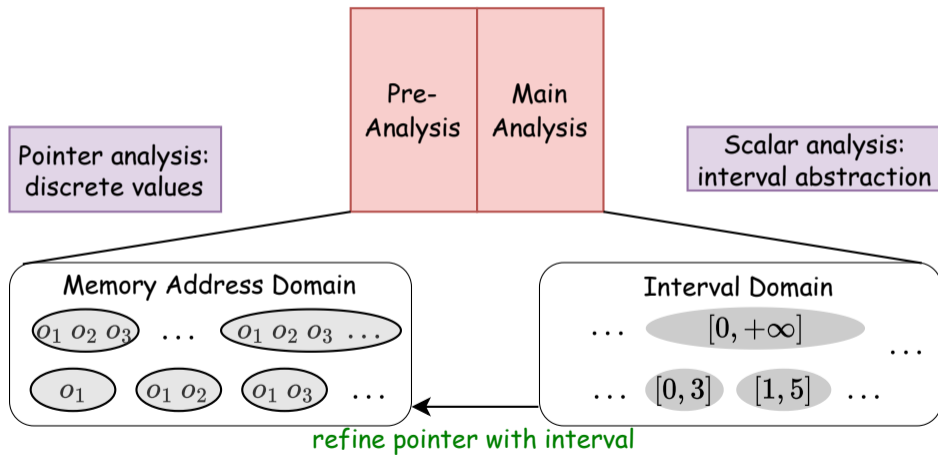 Pre-
Analysis
Main
Analysis
Pointer analysis:
discrete values
Scalar analysis:
interval abstraction
Memory Address Domain
o₁ o₂ o₃ ... o₁ o₂ o₃ ...
o₁ o₁ o₂ o₁ o₃ ...
Interval Domain
... [0, +∞] ...
... [0, 3] [1, 5] ...
refine pointer with interval